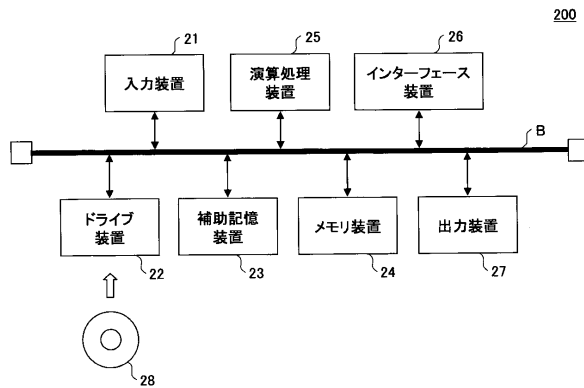 200
21
25
26
入力装置
演算処理
装置
インターフェース
装置
B
ドライブ
装置
補助記憶
装置
メモリ装置
出力装置
22
23
24
27
28